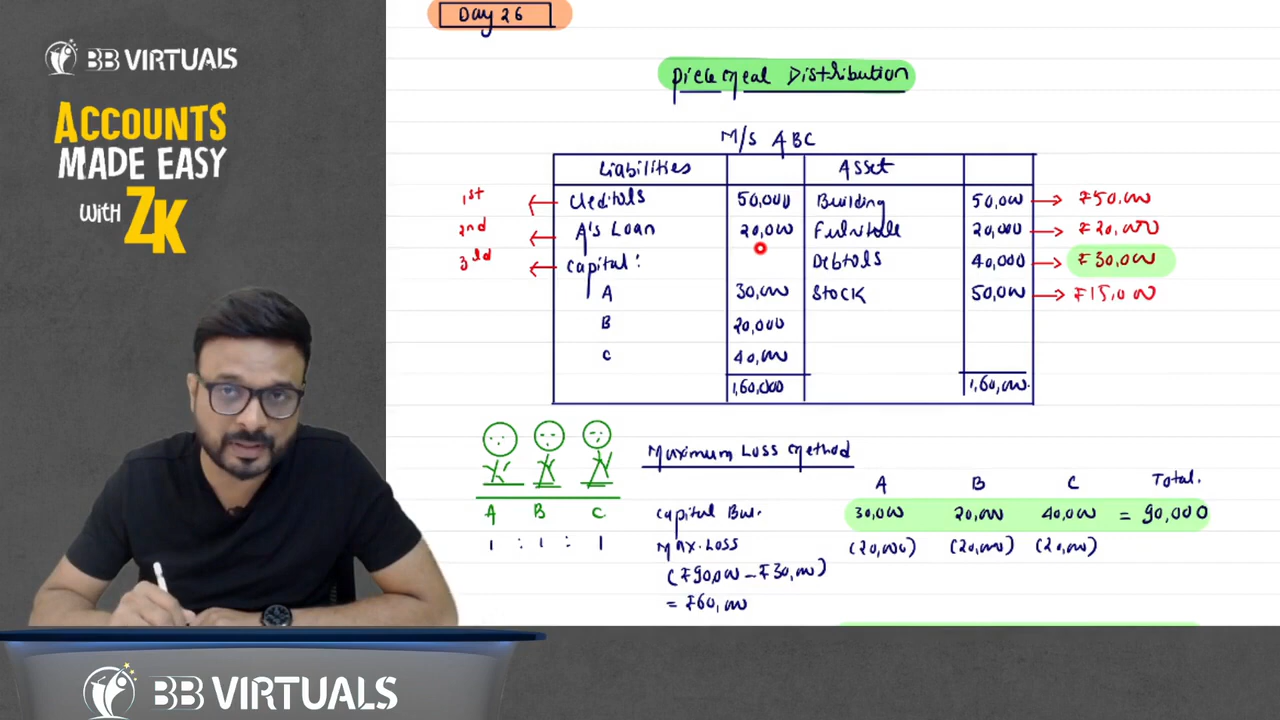 Day 26
BB VIRTUALS
ACCOUNTS
MADE EASY
with ZK
Piecemeal Distribution
M/S ABC
Liabilities Asset
1st Creditors 50,000 Building 50,000 ₹50,000
2nd A's Loan 20,000 Furniture 20,000 ₹20,000
3rd Capital: Debtors 40,000 ₹30,000
A 30,000 Stock 50,000 ₹15,000
B 20,000
C 40,000
1,60,000 1,60,000
Maximum Loss Method
A B C Total.
Capital Bal. 30,000 20,000 40,000 = 90,000
Max. Loss (20,000) (20,000) (20,000)
(₹90,000 - ₹30,000)
= ₹60,000
A B C
1 : 1 : 1
BB VIRTUALS